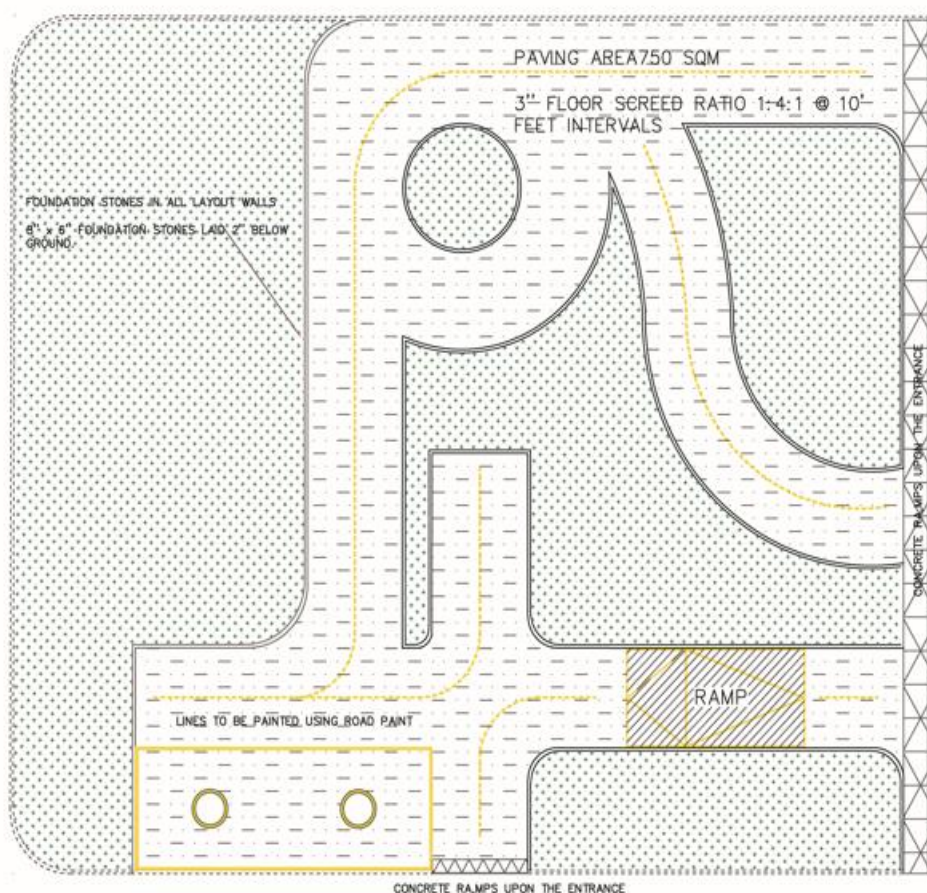 PAVING AREA750 SQM
3" FLOOR SCREED RATIO 1:4:1 @ 10'
FEET INTERVALS
FOUNDATION STONES IN ALL LAYOUT WALLS
8" x 6" FOUNDATION STONES LAID 2" BELOW
GROUND.
CONCRETE RAMPS UPON THE ENTRANCE
RAMP
LINES TO BE PAINTED USING ROAD PAINT
CONCRETE RAMPS UPON THE ENTRANCE